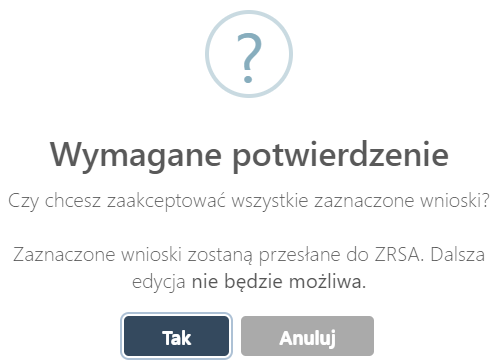 ?
Wymagane potwierdzenie
Czy chcesz zaakceptować wszystkie zaznaczone wnioski?
Zaznaczone wnioski zostaną przesłane do ZRSA. Dalsza
edycja nie będzie możliwa.
Tak
Anuluj